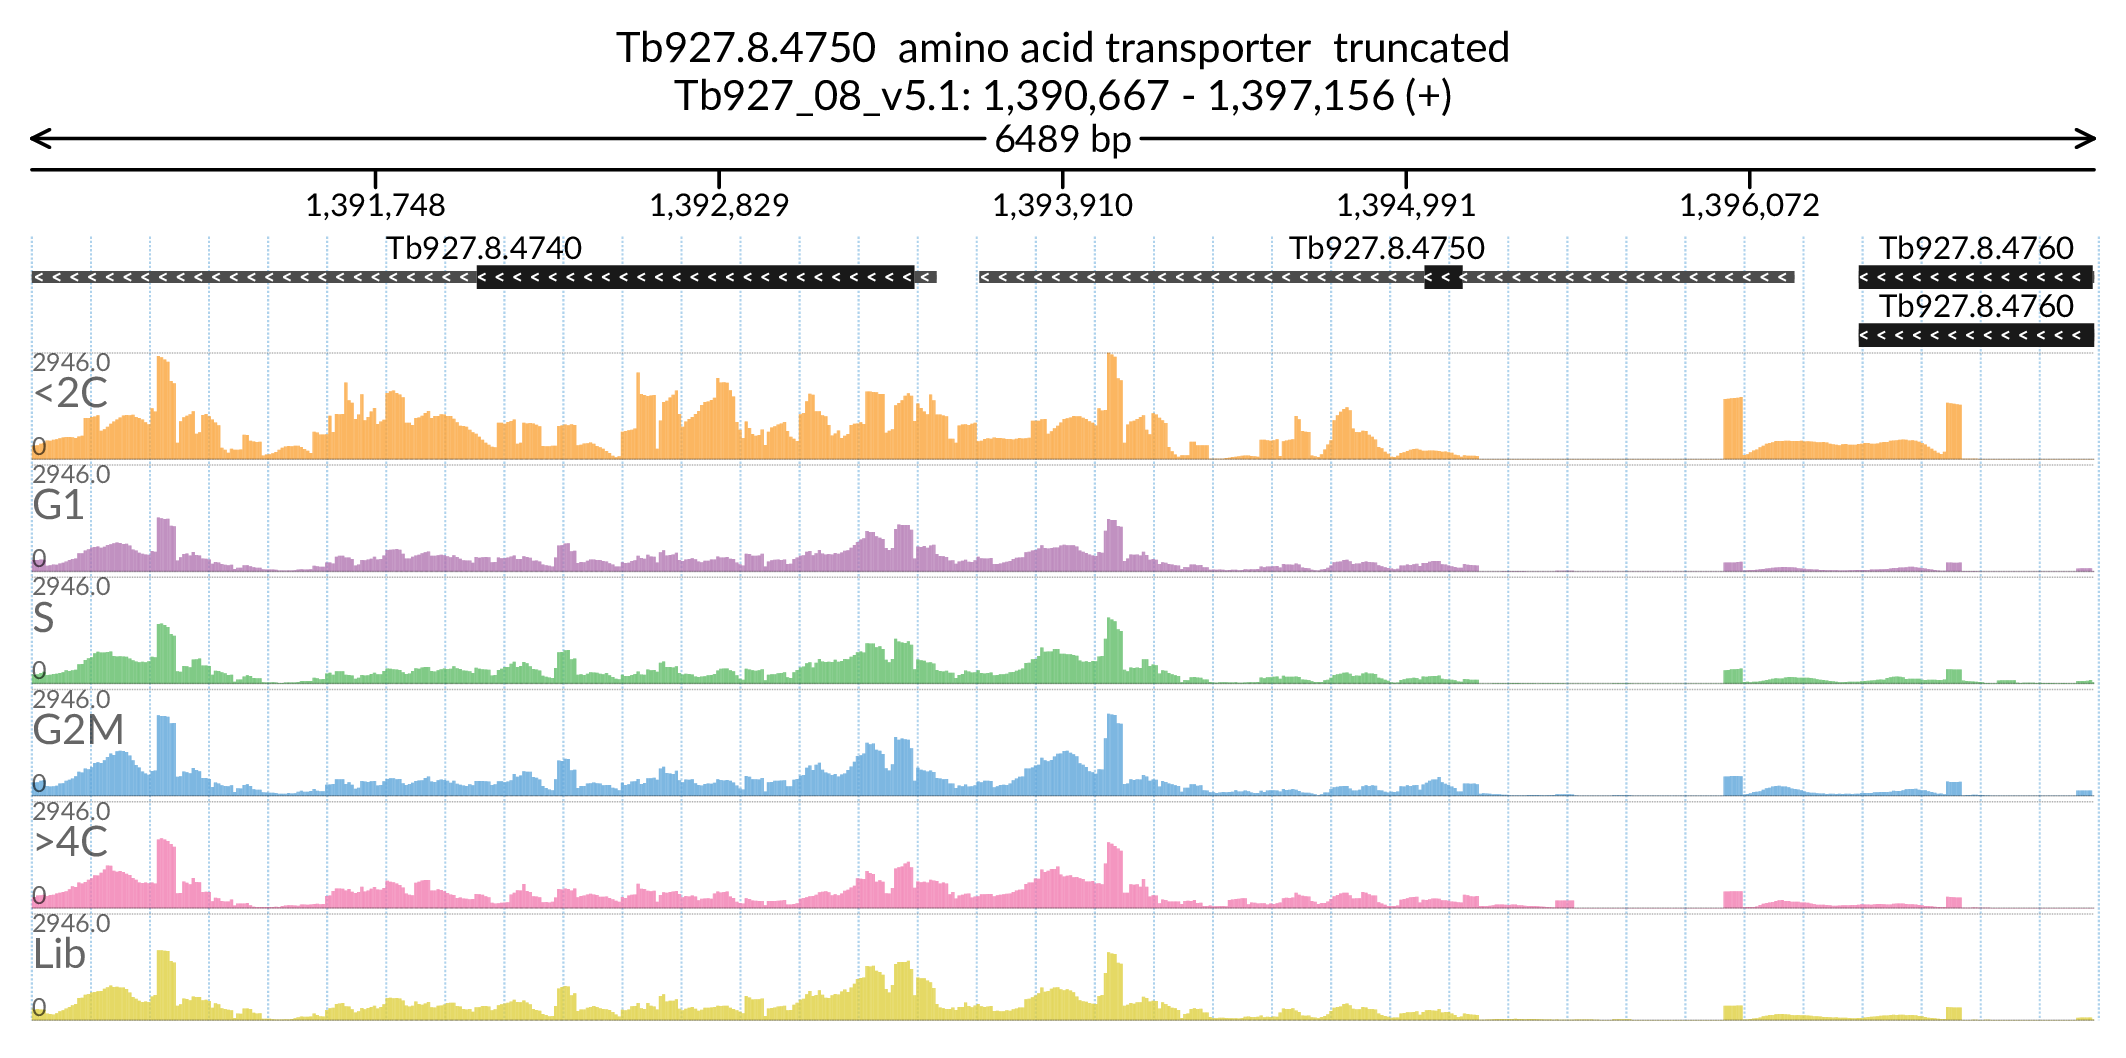 Tb927.8.4750  amino acid transporter  truncated
Tb927_08_v5.1: 1,390,667 - 1,397,156 (+)
6489 bp
1,391,748 1,392,829 1,393,910 1,394,991 1,396,072
Tb927.8.4740 Tb927.8.4750 Tb927.8.4760
Tb927.8.4760
2946.0
<2C
0
2946.0
G1
0
2946.0
S
0
2946.0
G2M
0
2946.0
>4C
0
2946.0
Lib
0